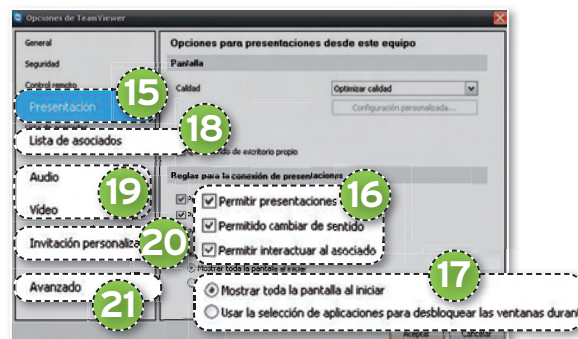 Opciones de TeamViewer
General
Seguridad
Control remoto
Presentación
15
Lista de asociados
18
Audio
19
Vídeo
Invitación personaliza
20
Avanzado
21
Opciones para presentaciones desde este equipo
Pantalla
Calidad
Optimizar calidad
Configuración personalizada...
do de escritorio propio
Reglas para la conexión de presentaciones
16
Permitir presentaciones
Permitido cambiar de sentido
Permitir interactuar al asociado
Mostrar toda la pantalla al iniciar
17
Mostrar toda la pantalla al iniciar
Usar la selección de aplicaciones para desbloquear las ventanas durant
Aceptar
Cancelar